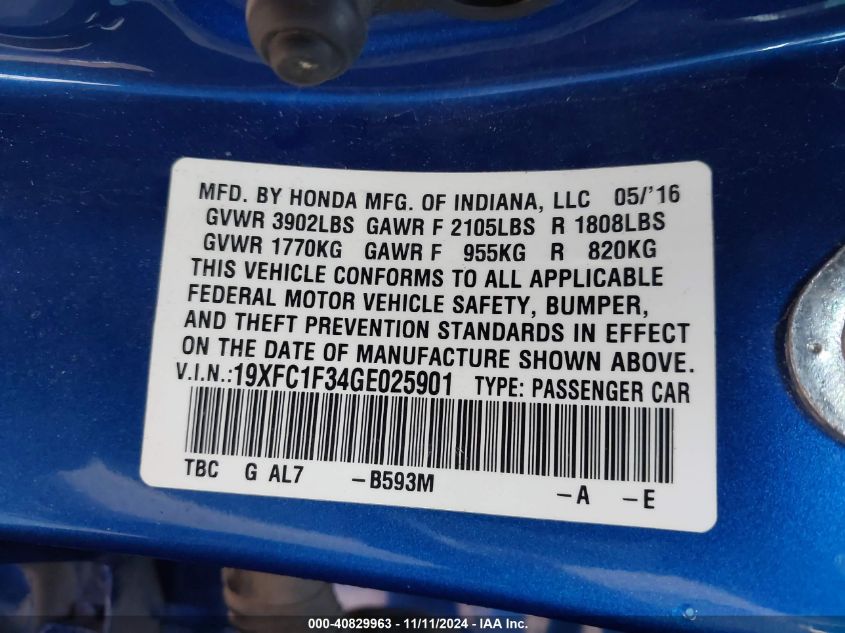 MFD. BY HONDA MFG. OF INDIANA, LLC 05/'16
GVWR 3902LBS GAWR F 2105LBS R 1808LBS
GVWR 1770KG GAWR F 955KG R 820KG
THIS VEHICLE CONFORMS TO ALL APPLICABLE
FEDERAL MOTOR VEHICLE SAFETY, BUMPER,
AND THEFT PREVENTION STANDARDS IN EFFECT
ON THE DATE OF MANUFACTURE SHOWN ABOVE.
V.I.N.:19XFC1F34GE025901 TYPE: PASSENGER CAR
TBC G AL7 -B593M -A -E
000-40829963 - 11/11/2024 - IAA Inc.